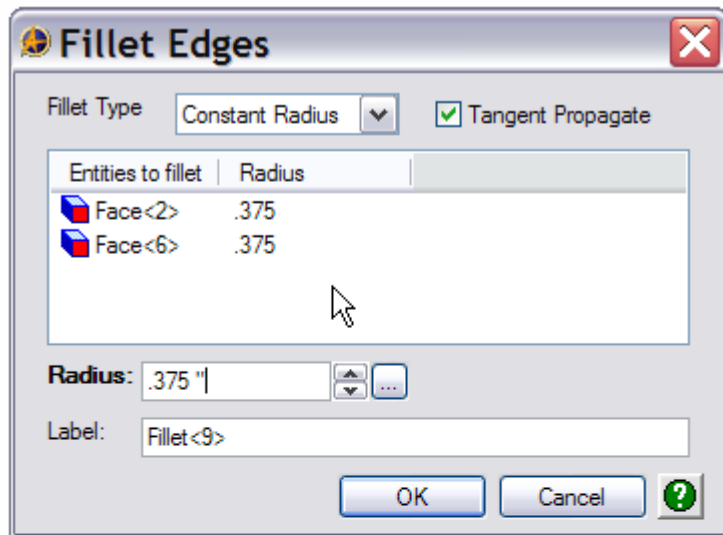 Fillet Edges
Fillet Type Constant Radius Tangent Propagate
Entities to fillet Radius
Face<2> .375
Face<6> .375
Radius: .375 "
...
Label: Fillet<9>
OK Cancel ?